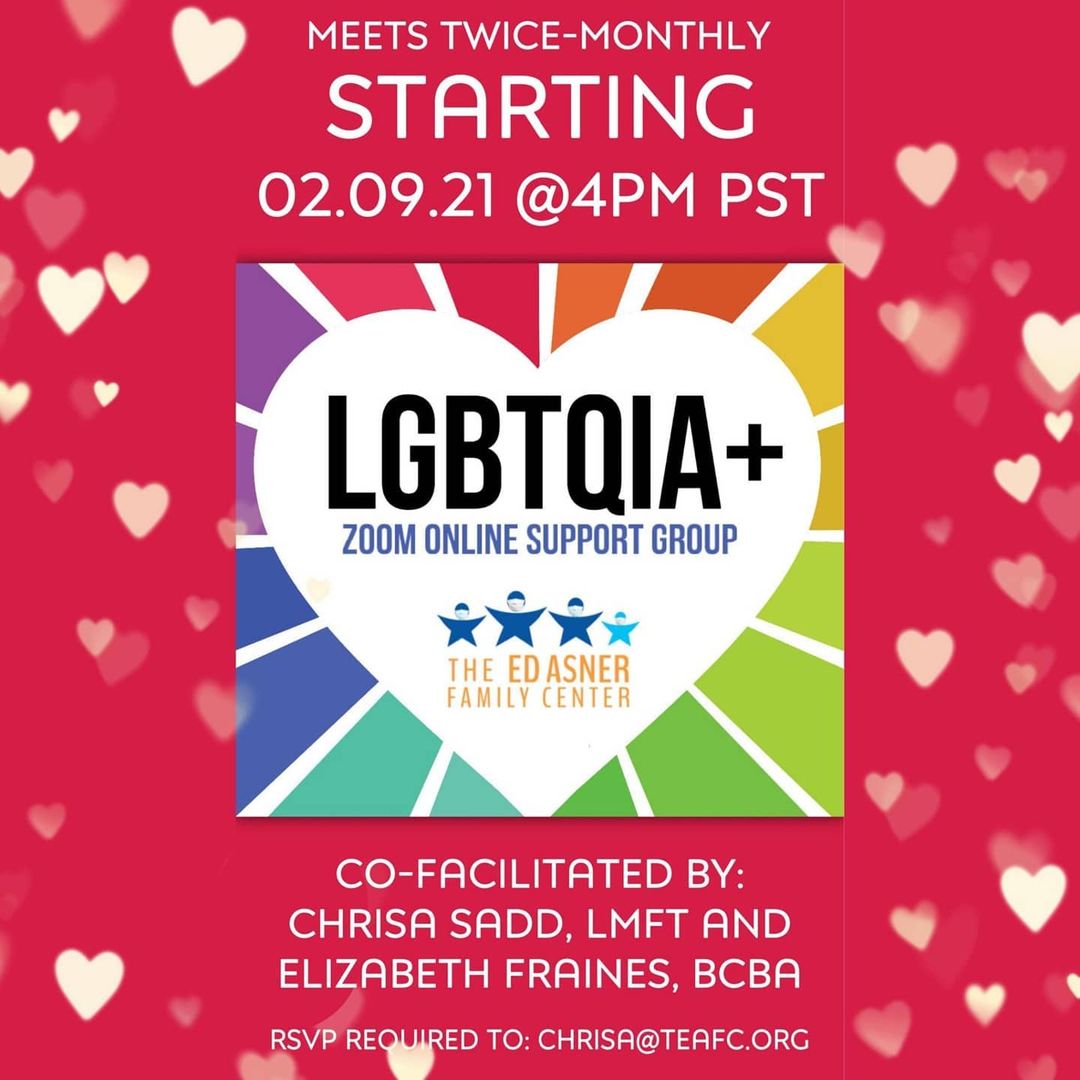 MEETS TWICE-MONTHLY
STARTING
02.09.21 @4PM PST
LGBTQIA+
ZOOM ONLINE SUPPORT GROUP
THE ED ASNER
FAMILY CENTER
CO-FACILITATED BY:
CHRISA SADD, LMFT AND
ELIZABETH FRAINES, BCBA
RSVP REQUIRED TO: CHRISA@TEAFC.ORG